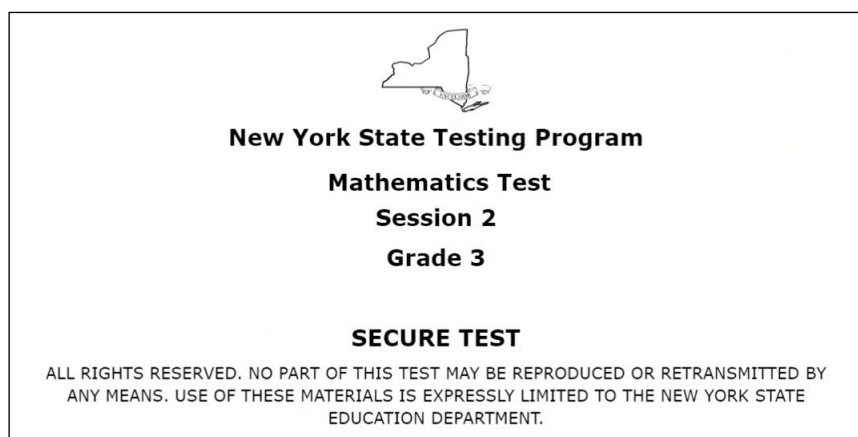 EXCELSIOR
New York State Testing Program
Mathematics Test
Session 2
Grade 3
SECURE TEST
ALL RIGHTS RESERVED. NO PART OF THIS TEST MAY BE REPRODUCED OR RETRANSMITTED BY
ANY MEANS. USE OF THESE MATERIALS IS EXPRESSLY LIMITED TO THE NEW YORK STATE
EDUCATION DEPARTMENT.